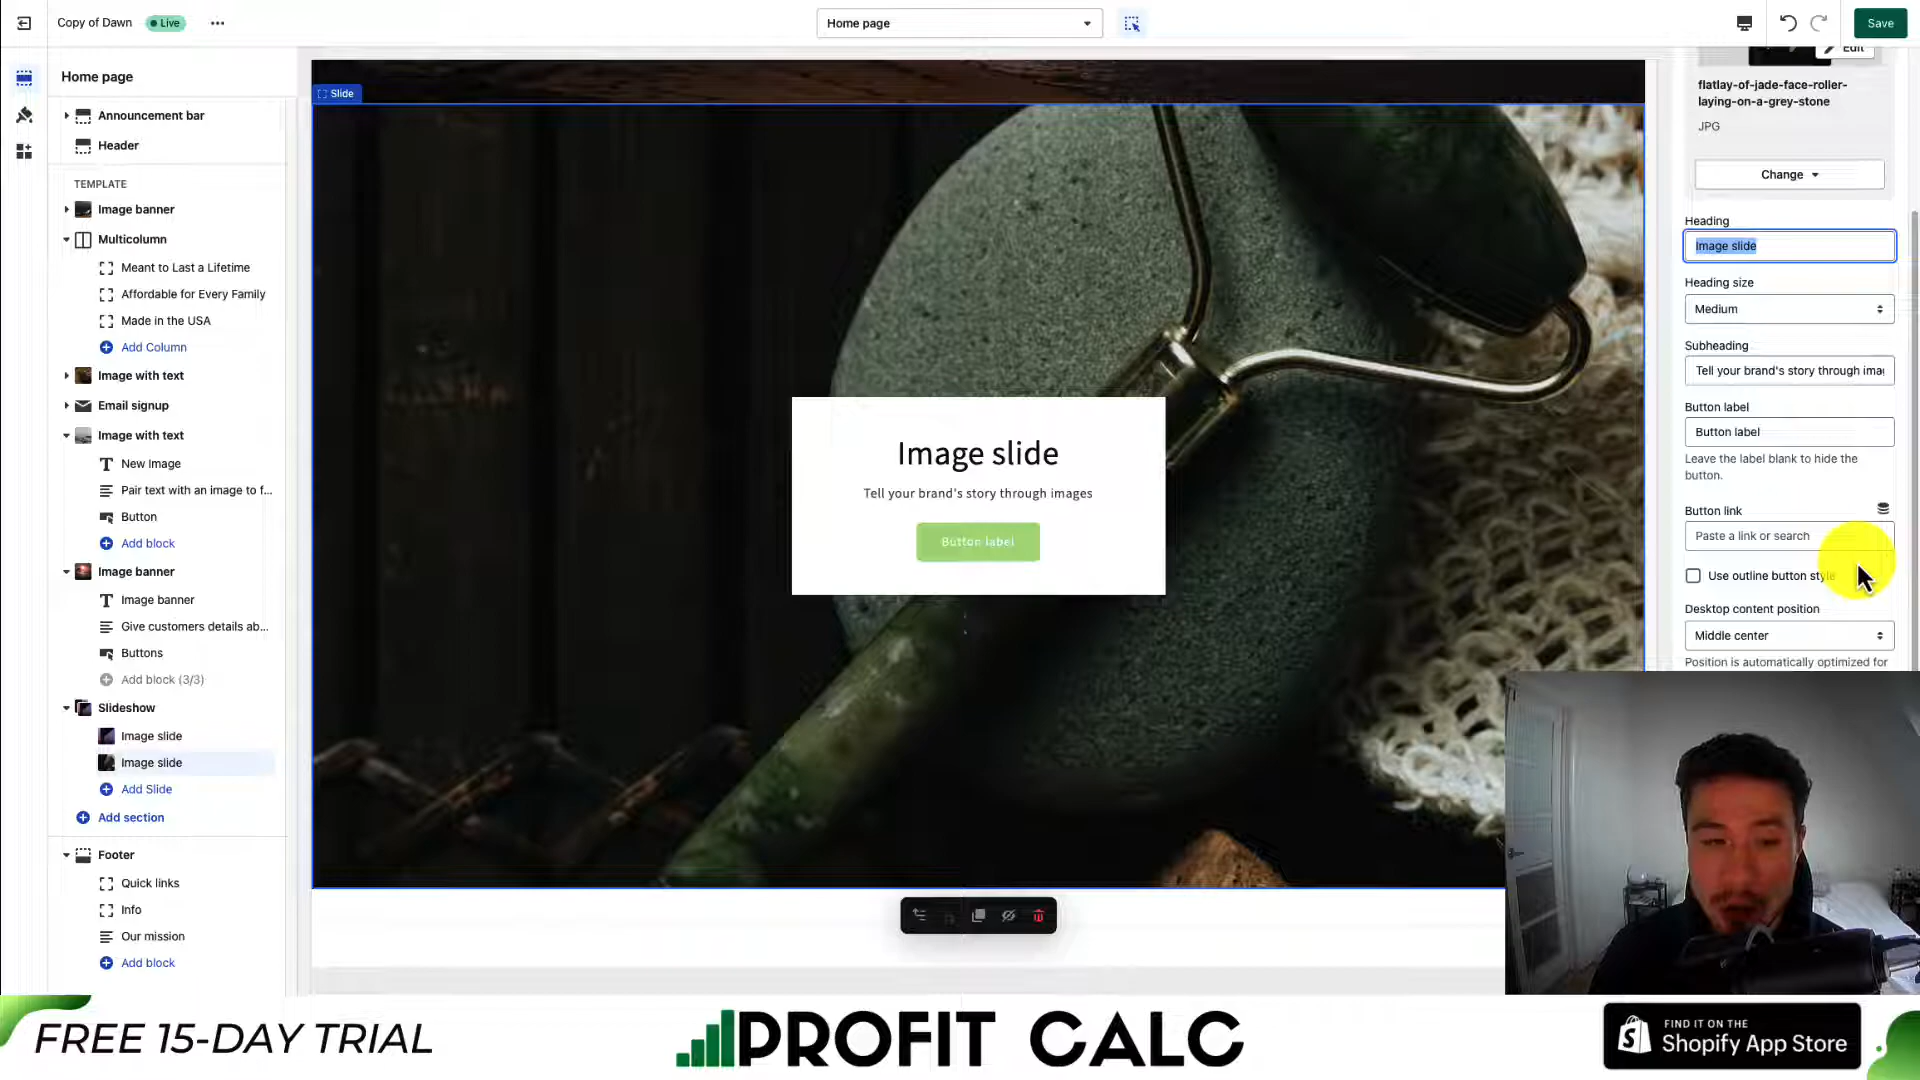 Copy of Dawn
Live
Home page
Save
Home page
Announcement bar
Header
TEMPLATE
Image banner
Multicolumn
Meant to Last a Lifetime
Affordable for Every Family
Made in the USA
Add Column
Image with text
Email signup
Image with text
New Image
Pair text with an image to f...
Button
Add block
Image banner
Image banner
Give customers details ab...
Buttons
Add block (3/3)
Slideshow
Image slide
Image slide
Add Slide
Add section
Footer
Quick links
Info
Our mission
Add block
Slide
Image slide
Tell your brand's story through images
Button label
Edit
flatlay-of-jade-face-roller-
laying-on-a-grey-stone
JPG
Change
Heading
Image slide
Heading size
Medium
Subheading
Tell your brand's story through ima
Button label
Button label
Leave the label blank to hide the
button.
Button link
Paste a link or search
Use outline button style
Desktop content position
Middle center
Position is automatically optimized for
FREE 15-DAY TRIAL
PROFIT CALC
FIND IT ON THE
Shopify App Store